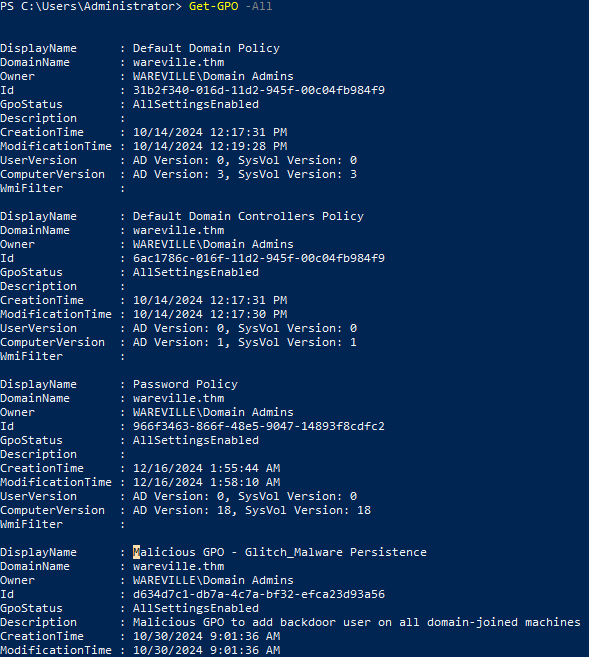 PS C:\Users\Administrator> Get-GPO -All
DisplayName : Default Domain Policy
DomainName : wareville.thm
Owner : WAREVILLE\Domain Admins
Id : 31b2f340-016d-11d2-945f-00c04fb984f9
GpoStatus : AllSettingsEnabled
Description :
CreationTime : 10/14/2024 12:17:31 PM
ModificationTime : 10/14/2024 12:19:28 PM
UserVersion : AD Version: 0, SysVol Version: 0
ComputerVersion : AD Version: 3, SysVol Version: 3
WmiFilter :
DisplayName : Default Domain Controllers Policy
DomainName : wareville.thm
Owner : WAREVILLE\Domain Admins
Id : 6ac1786c-016f-11d2-945f-00c04fb984f9
GpoStatus : AllSettingsEnabled
Description :
CreationTime : 10/14/2024 12:17:31 PM
ModificationTime : 10/14/2024 12:17:30 PM
UserVersion : AD Version: 0, SysVol Version: 0
ComputerVersion : AD Version: 1, SysVol Version: 1
WmiFilter :
DisplayName : Password Policy
DomainName : wareville.thm
Owner : WAREVILLE\Domain Admins
Id : 966f3463-866f-48e5-9047-14893f8cdfc2
GpoStatus : AllSettingsEnabled
Description :
CreationTime : 12/16/2024 1:55:44 AM
ModificationTime : 12/16/2024 1:58:10 AM
UserVersion : AD Version: 0, SysVol Version: 0
ComputerVersion : AD Version: 18, SysVol Version: 18
WmiFilter :
DisplayName : Malicious GPO - Glitch_Malware Persistence
DomainName : wareville.thm
Owner : WAREVILLE\Domain Admins
Id : d634d7c1-db7a-4c7a-bf32-efca23d93a56
GpoStatus : AllSettingsEnabled
Description : Malicious GPO to add backdoor user on all domain-joined machines
CreationTime : 10/30/2024 9:01:36 AM
ModificationTime : 10/30/2024 9:01:36 AM